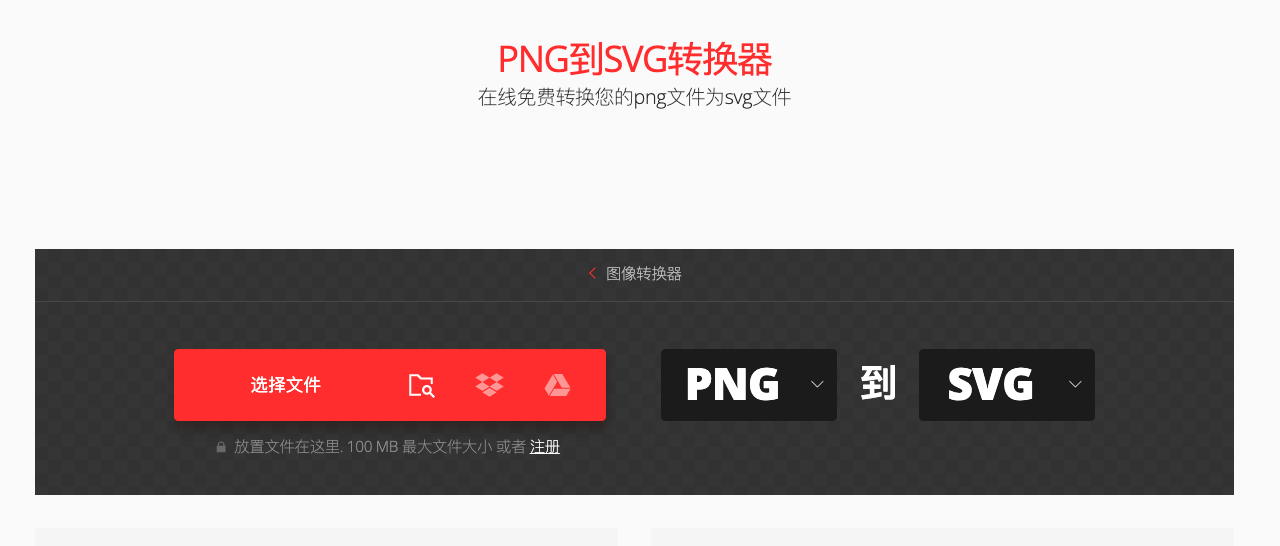 PNG到SVG转换器
在线免费转换您的png文件为svg文件
图像转换器
选择文件
PNG 到 SVG
放置文件在这里. 100 MB 最大文件大小 或者 注册